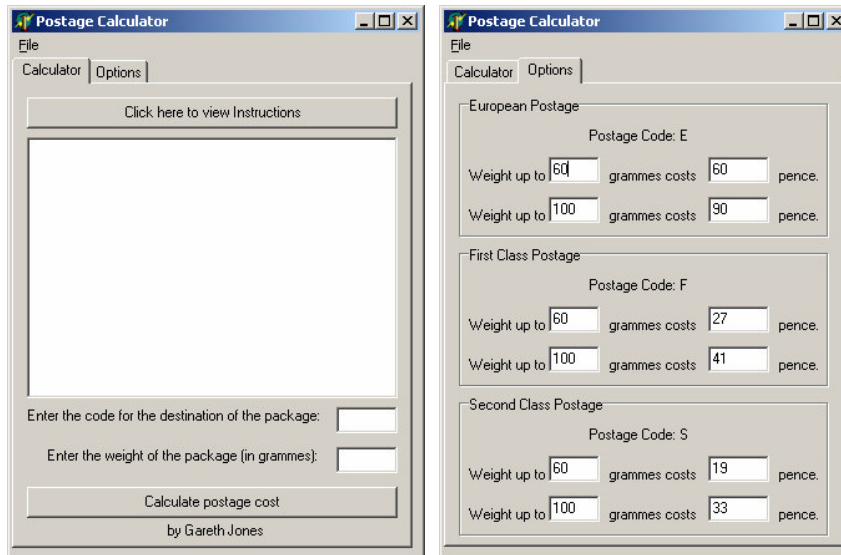 Postage Calculator
File
Calculator Options
Click here to view Instructions
Enter the code for the destination of the package:
Enter the weight of the package (in grammes):
Calculate postage cost
by Gareth Jones
Postage Calculator
File
Calculator Options
European Postage
Postage Code: E
Weight up to 60 grammes costs 60 pence.
Weight up to 100 grammes costs 90 pence.
First Class Postage
Postage Code: F
Weight up to 60 grammes costs 27 pence.
Weight up to 100 grammes costs 41 pence.
Second Class Postage
Postage Code: S
Weight up to 60 grammes costs 19 pence.
Weight up to 100 grammes costs 33 pence.